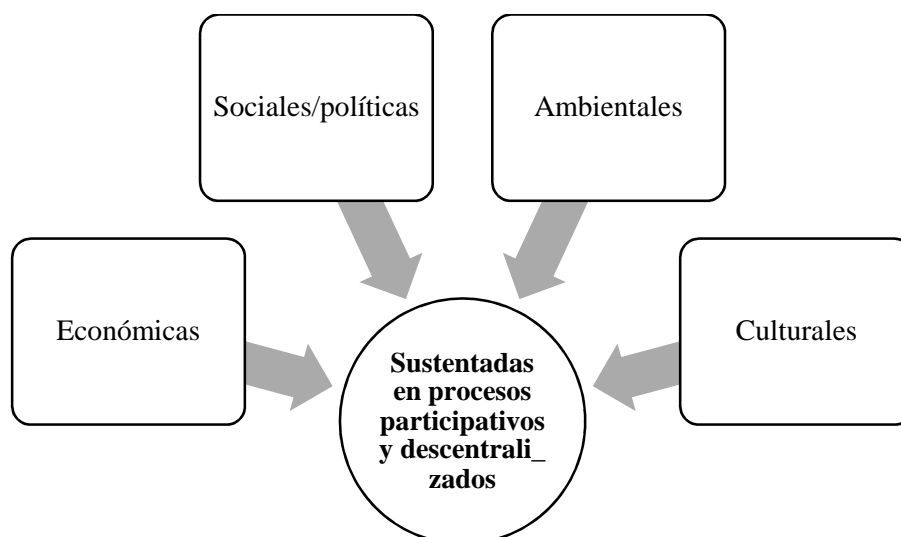 Sociales/políticas
Ambientales
Económicas
Culturales
Sustentadas
en procesos
participativos
y descentrali_
zados